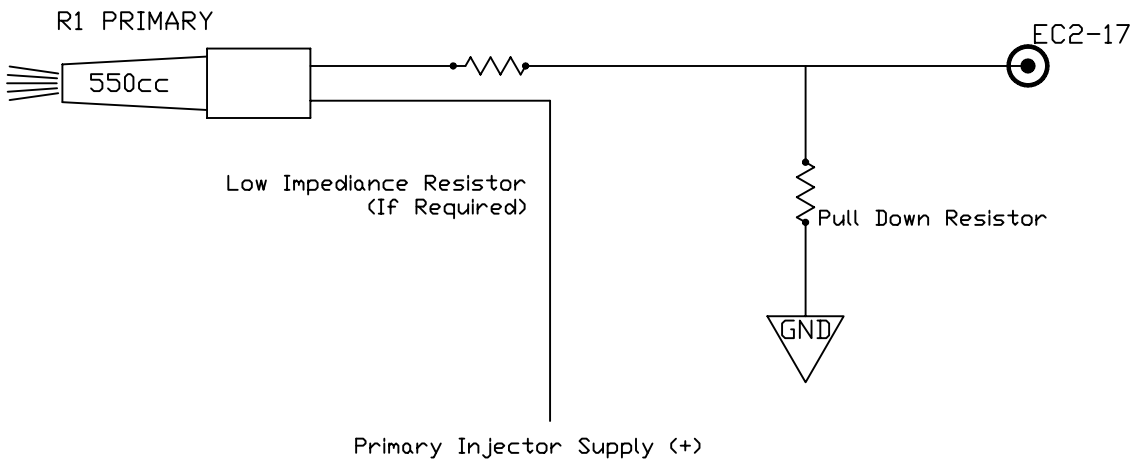 R1 PRIMARY
EC2-17
550cc
Low Impediance Resistor
(If Required)
Pull Down Resistor
GND
Primary Injector Supply (+)